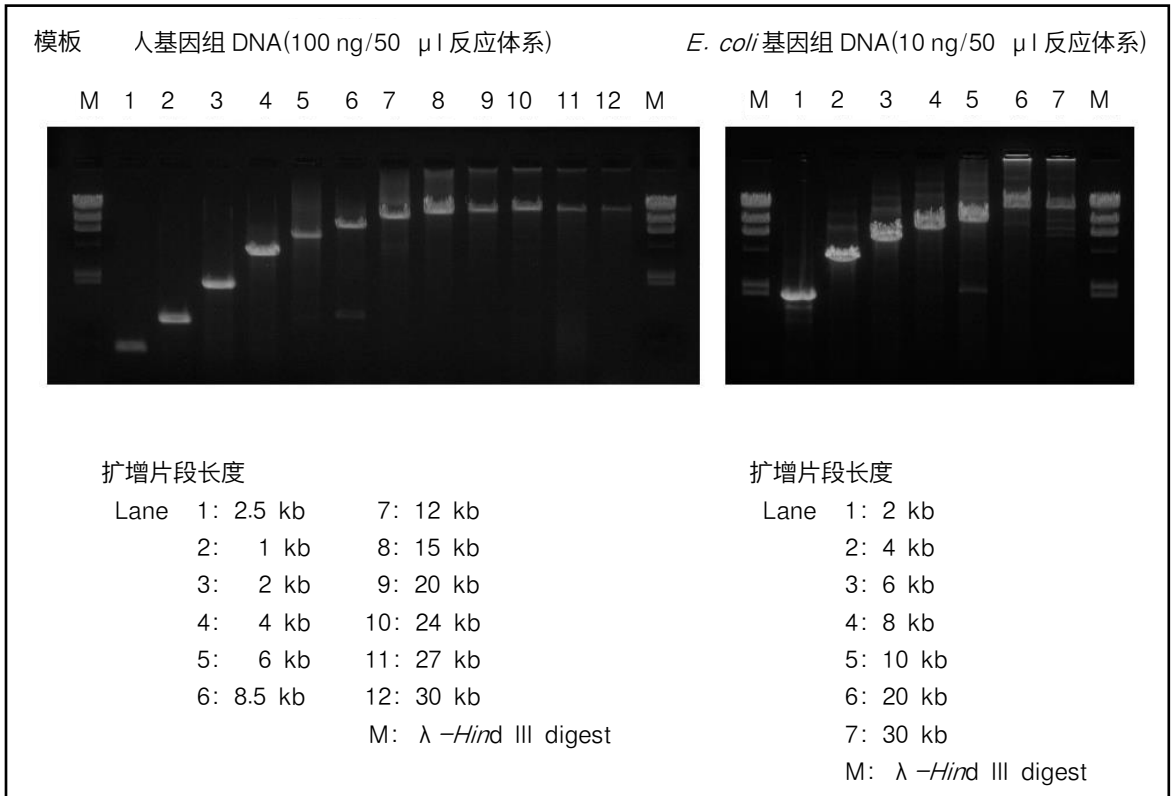 模板 人基因组 DNA(100 ng/50 μl 反应体系)
M 1 2 3 4 5 6 7 8 9 10 11 12 M
扩增片段长度
Lane 1: 2.5 kb 7: 12 kb
2: 1 kb 8: 15 kb
3: 2 kb 9: 20 kb
4: 4 kb 10: 24 kb
5: 6 kb 11: 27 kb
6: 8.5 kb 12: 30 kb
M: λ-Hind III digest
E. coli 基因组 DNA(10 ng/50 μl 反应体系)
M 1 2 3 4 5 6 7 M
扩增片段长度
Lane 1: 2 kb
2: 4 kb
3: 6 kb
4: 8 kb
5: 10 kb
6: 20 kb
7: 30 kb
M: λ-Hind III digest